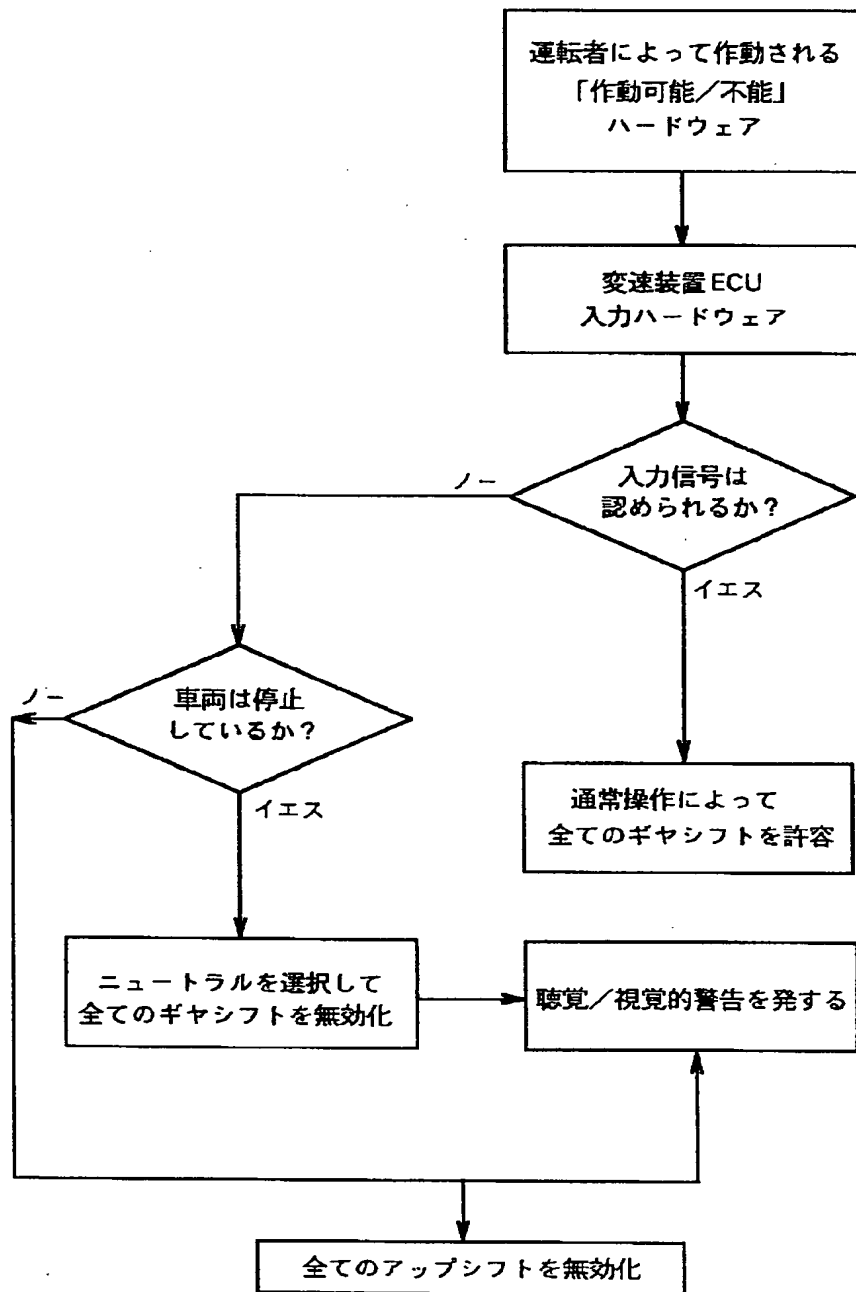 運転者によって作動される
「作動可能／不能」
ハードウェア
変速装置ECU
入力ハードウェア
入力信号は
認められるか？
ノー
イエス
車両は停止
しているか？
ノー
イエス
通常操作によって
全てのギヤシフトを許容
ニュートラルを選択して
全てのギヤシフトを無効化
聴覚／視覚的警告を発する
全てのアップシフトを無効化